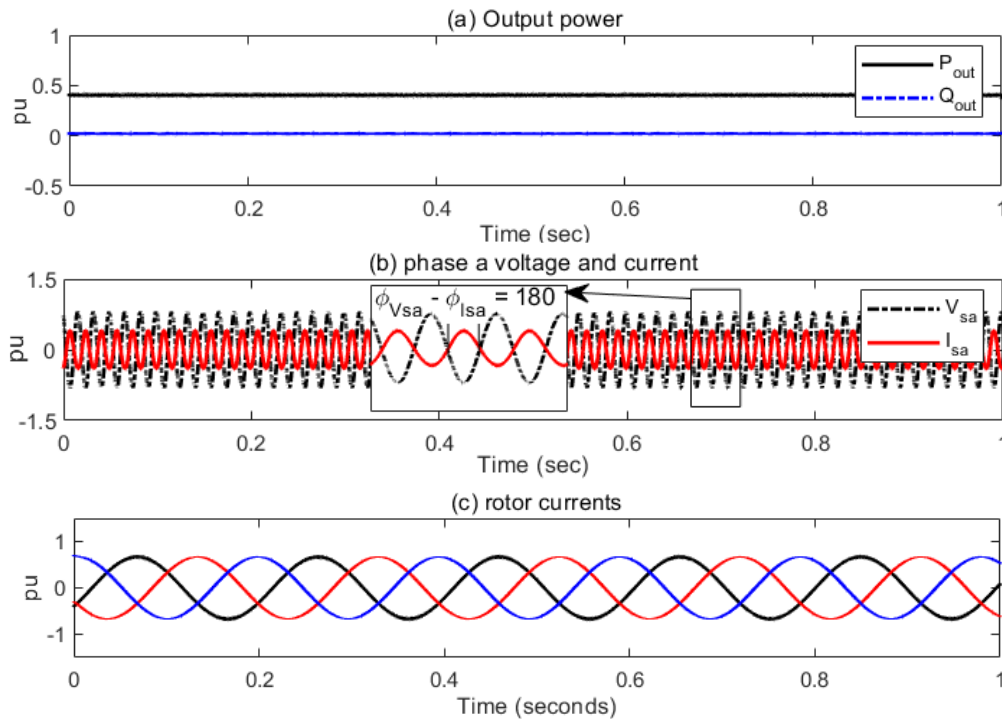 (a) Output power
1
0.5
0
-0.5
pu
P_out
Q_out
0 0.2 0.4 0.6 0.8 1
Time (sec)
(b) phase a voltage and current
1.5
0
-1.5
pu
ϕ_Vsa - ϕ_Isa = 180
V_sa
I_sa
0 0.2 0.4 0.6 0.8 1
Time (sec)
(c) rotor currents
1
0
-1
pu
0 0.2 0.4 0.6 0.8 1
Time (seconds)